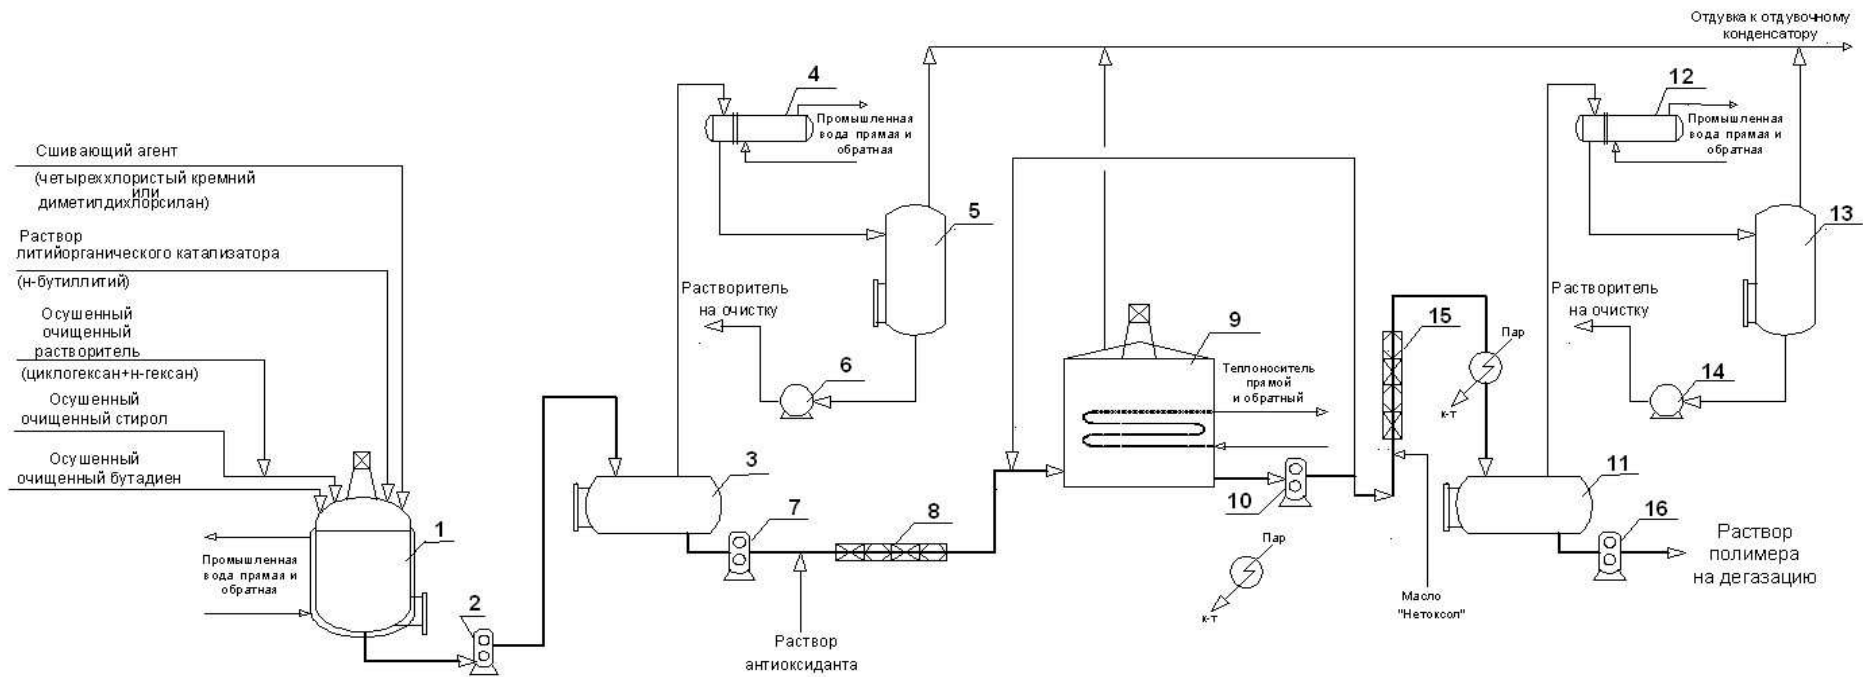 Отдувка к отдувочному
конденсатору
4
12
Промышленная
вода прямая и
обратная
Промышленная
вода прямая и
обратная
Сшивающий агент
(четыреххлористый кремний
или
диметилдихлорсилан)
5
13
Раствор
литийорганического катализатора
(н-бутиллитий)
Растворитель
на очистку
Растворитель
на очистку
Осушенный
очищенный
растворитель
(циклогексан+н-гексан)
9
15
Пар
6
14
Теплоноситель
прямой
и обратный
к-т
Осушенный
очищенный стирол
Осушенный
очищенный бутадиен
3
11
1
7
8
10
16
Пар
Раствор
полимера
на дегазацию
Промышленная
вода прямая и
обратная
2
к-т
Масло
"Нетоксол"
Раствор
антиоксиданта